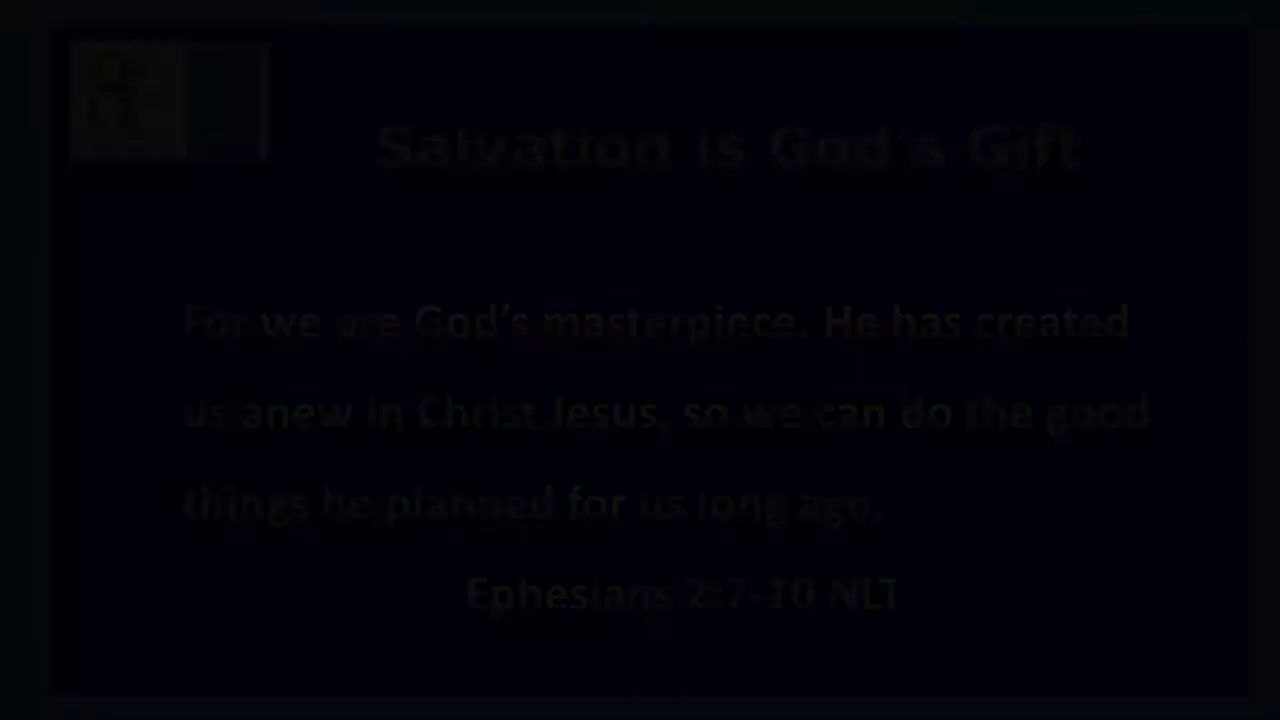 Salvation is God's Gift
For we are God's masterpiece. He has created
us anew in Christ Jesus, so we can do the good
things he planned for us long ago.
Ephesians 2:7-10 NLT